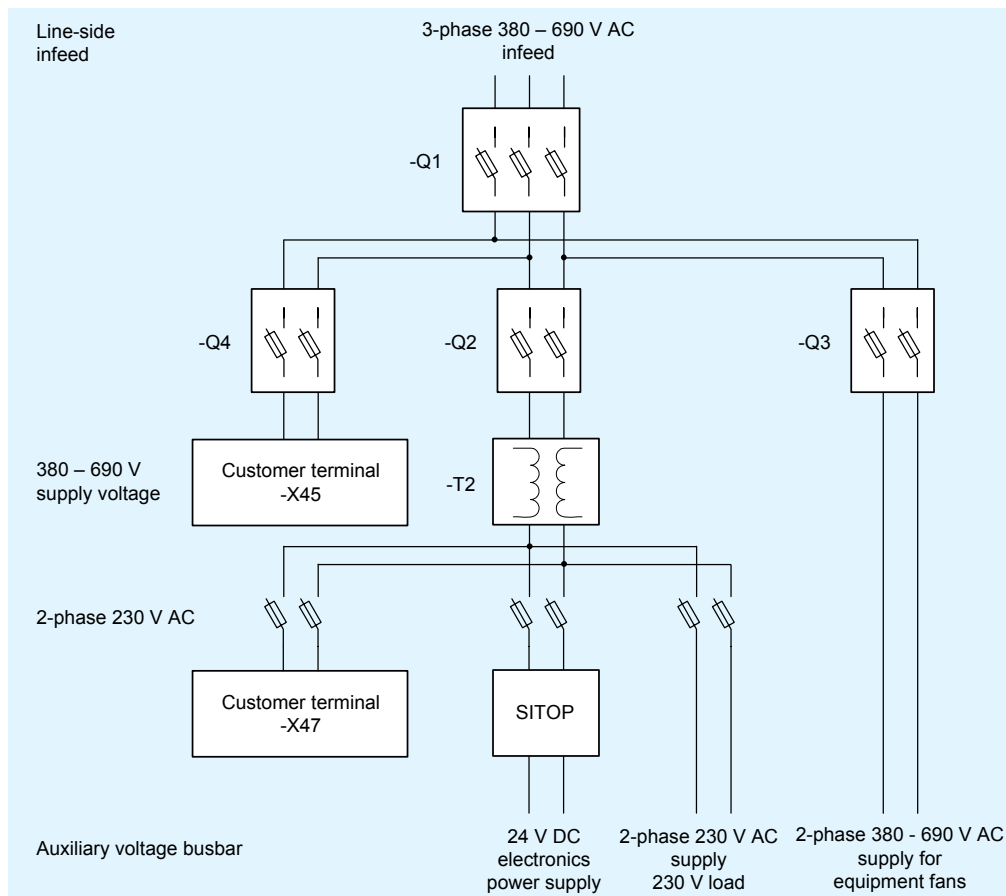 Line-side
infeed
3-phase 380 – 690 V AC
infeed
-Q1
-Q4
-Q2
-Q3
380 – 690 V
supply voltage
Customer terminal
-X45
-T2
2-phase 230 V AC
Customer terminal
-X47
SITOP
Auxiliary voltage busbar
24 V DC
electronics
power supply
2-phase 230 V AC
supply
230 V load
2-phase 380 - 690 V AC
supply for
equipment fans